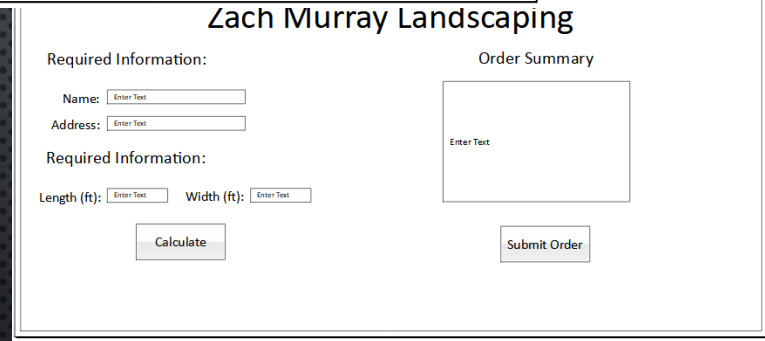 Zach Murray Landscaping
Required Information:
Order Summary
Name: Enter Text
Address: Enter Text
Enter Text
Required Information:
Length (ft): Enter Text Width (ft): Enter Text
Calculate
Submit Order